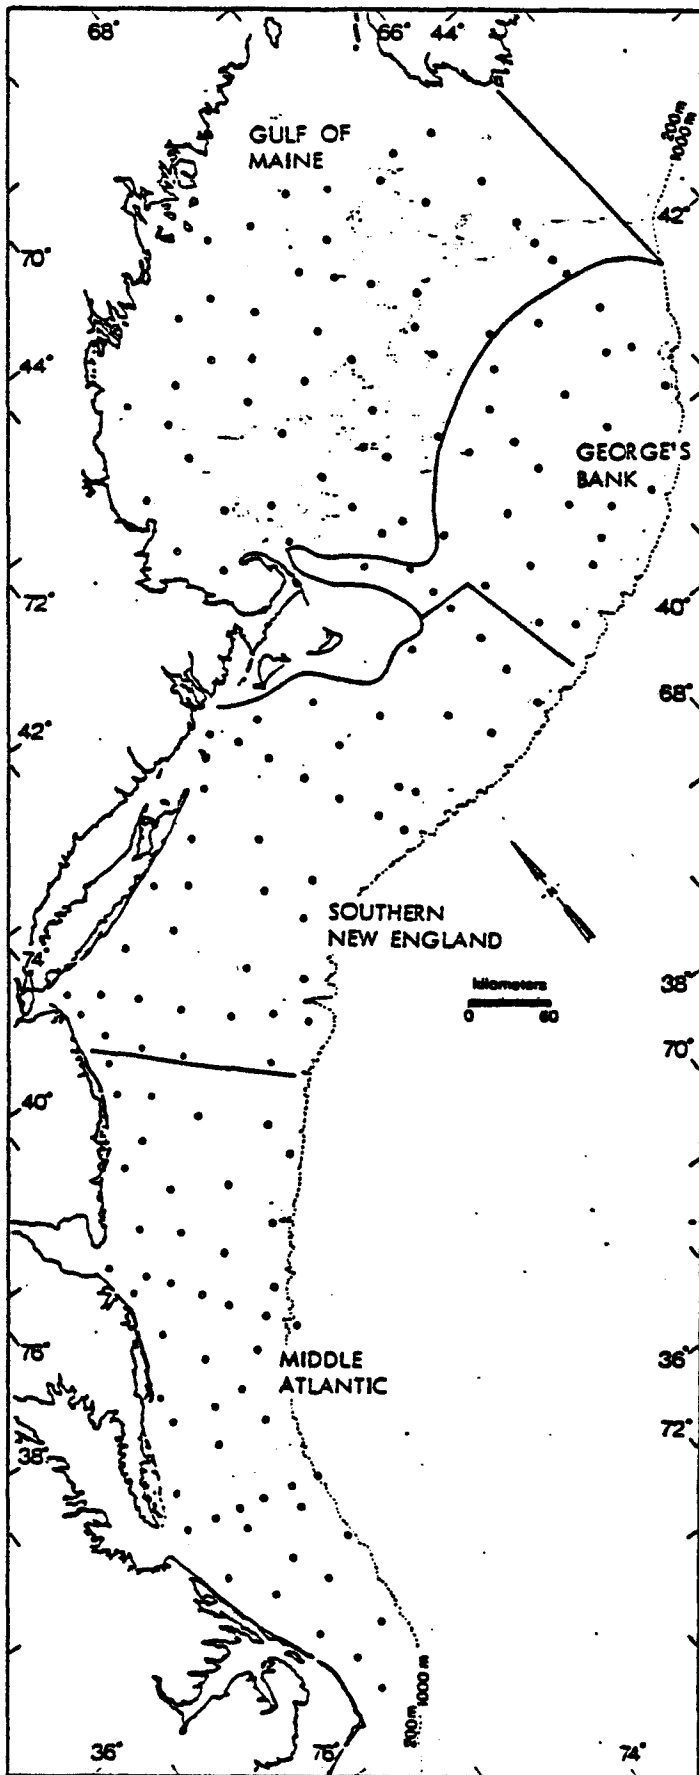 68°
66°
44°
GULF OF
MAINE
200m
1000m
42
70°
44°
GEORGE'S
BANK
72°
40°
68°
42°
SOUTHERN
NEW ENGLAND
74°
38°
kilometers
0 60
70°
40°
76°
36°
MIDDLE
ATLANTIC
72°
38°
200m
1000m
36°
76°
74°